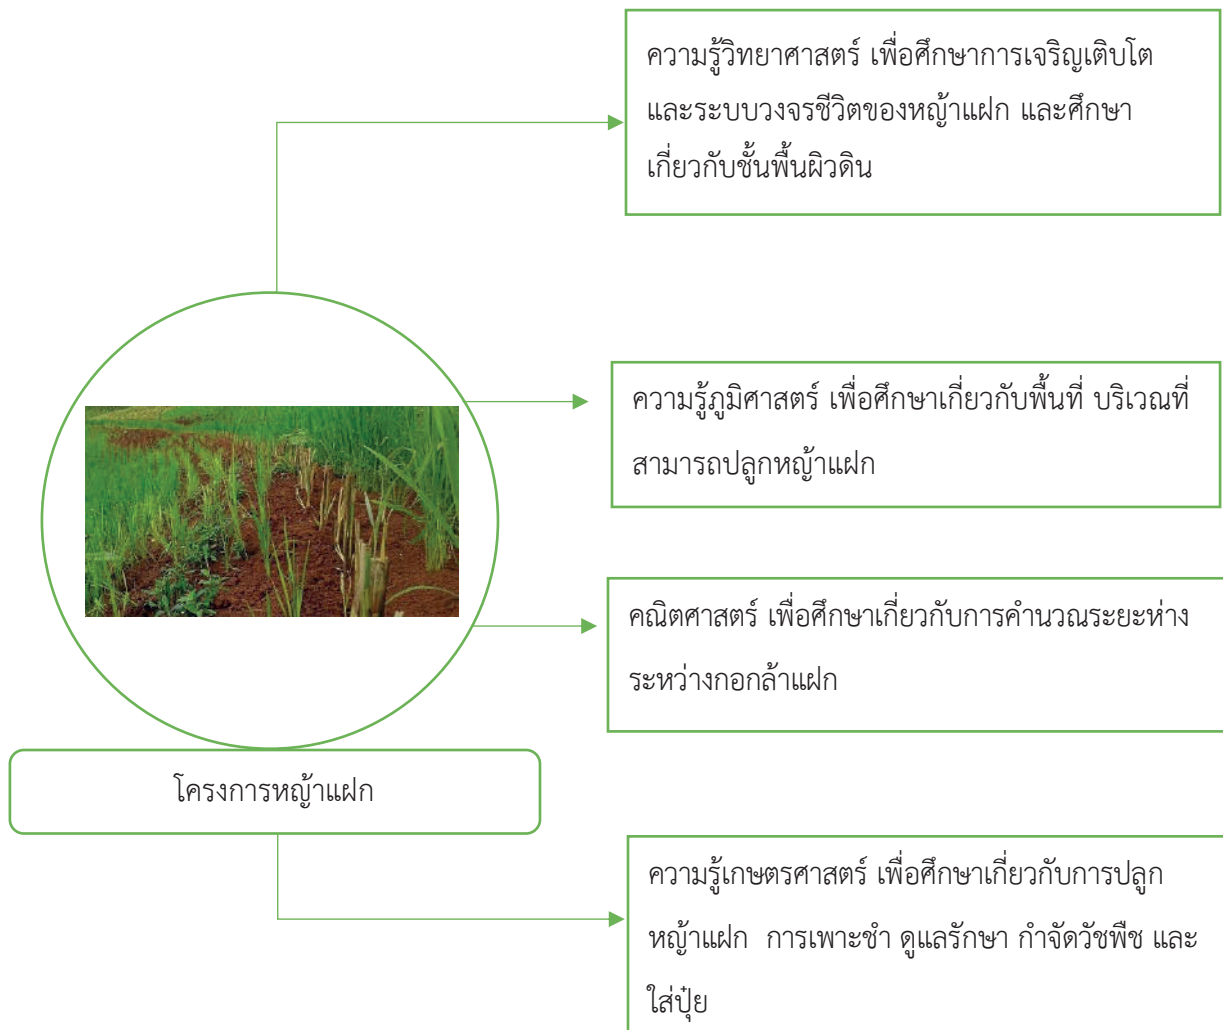 ความรู้วิทยาศาสตร์ เพื่อศึกษาการเจริญเติบโต
และระบบวงจรชีวิตของหญ้าแฝก และศึกษา
เกี่ยวกับชั้นพื้นผิวดิน
ความรู้ภูมิศาสตร์ เพื่อศึกษาเกี่ยวกับพื้นที่ บริเวณที่
สามารถปลูกหญ้าแฝก
คณิตศาสตร์ เพื่อศึกษาเกี่ยวกับการคำนวณระยะห่าง
ระหว่างกอกล้าแฝก
โครงการหญ้าแฝก
ความรู้เกษตรศาสตร์ เพื่อศึกษาเกี่ยวกับการปลูก
หญ้าแฝก การเพาะชำ ดูแลรักษา กำจัดวัชพืช และ
ใส่ปุ๋ย